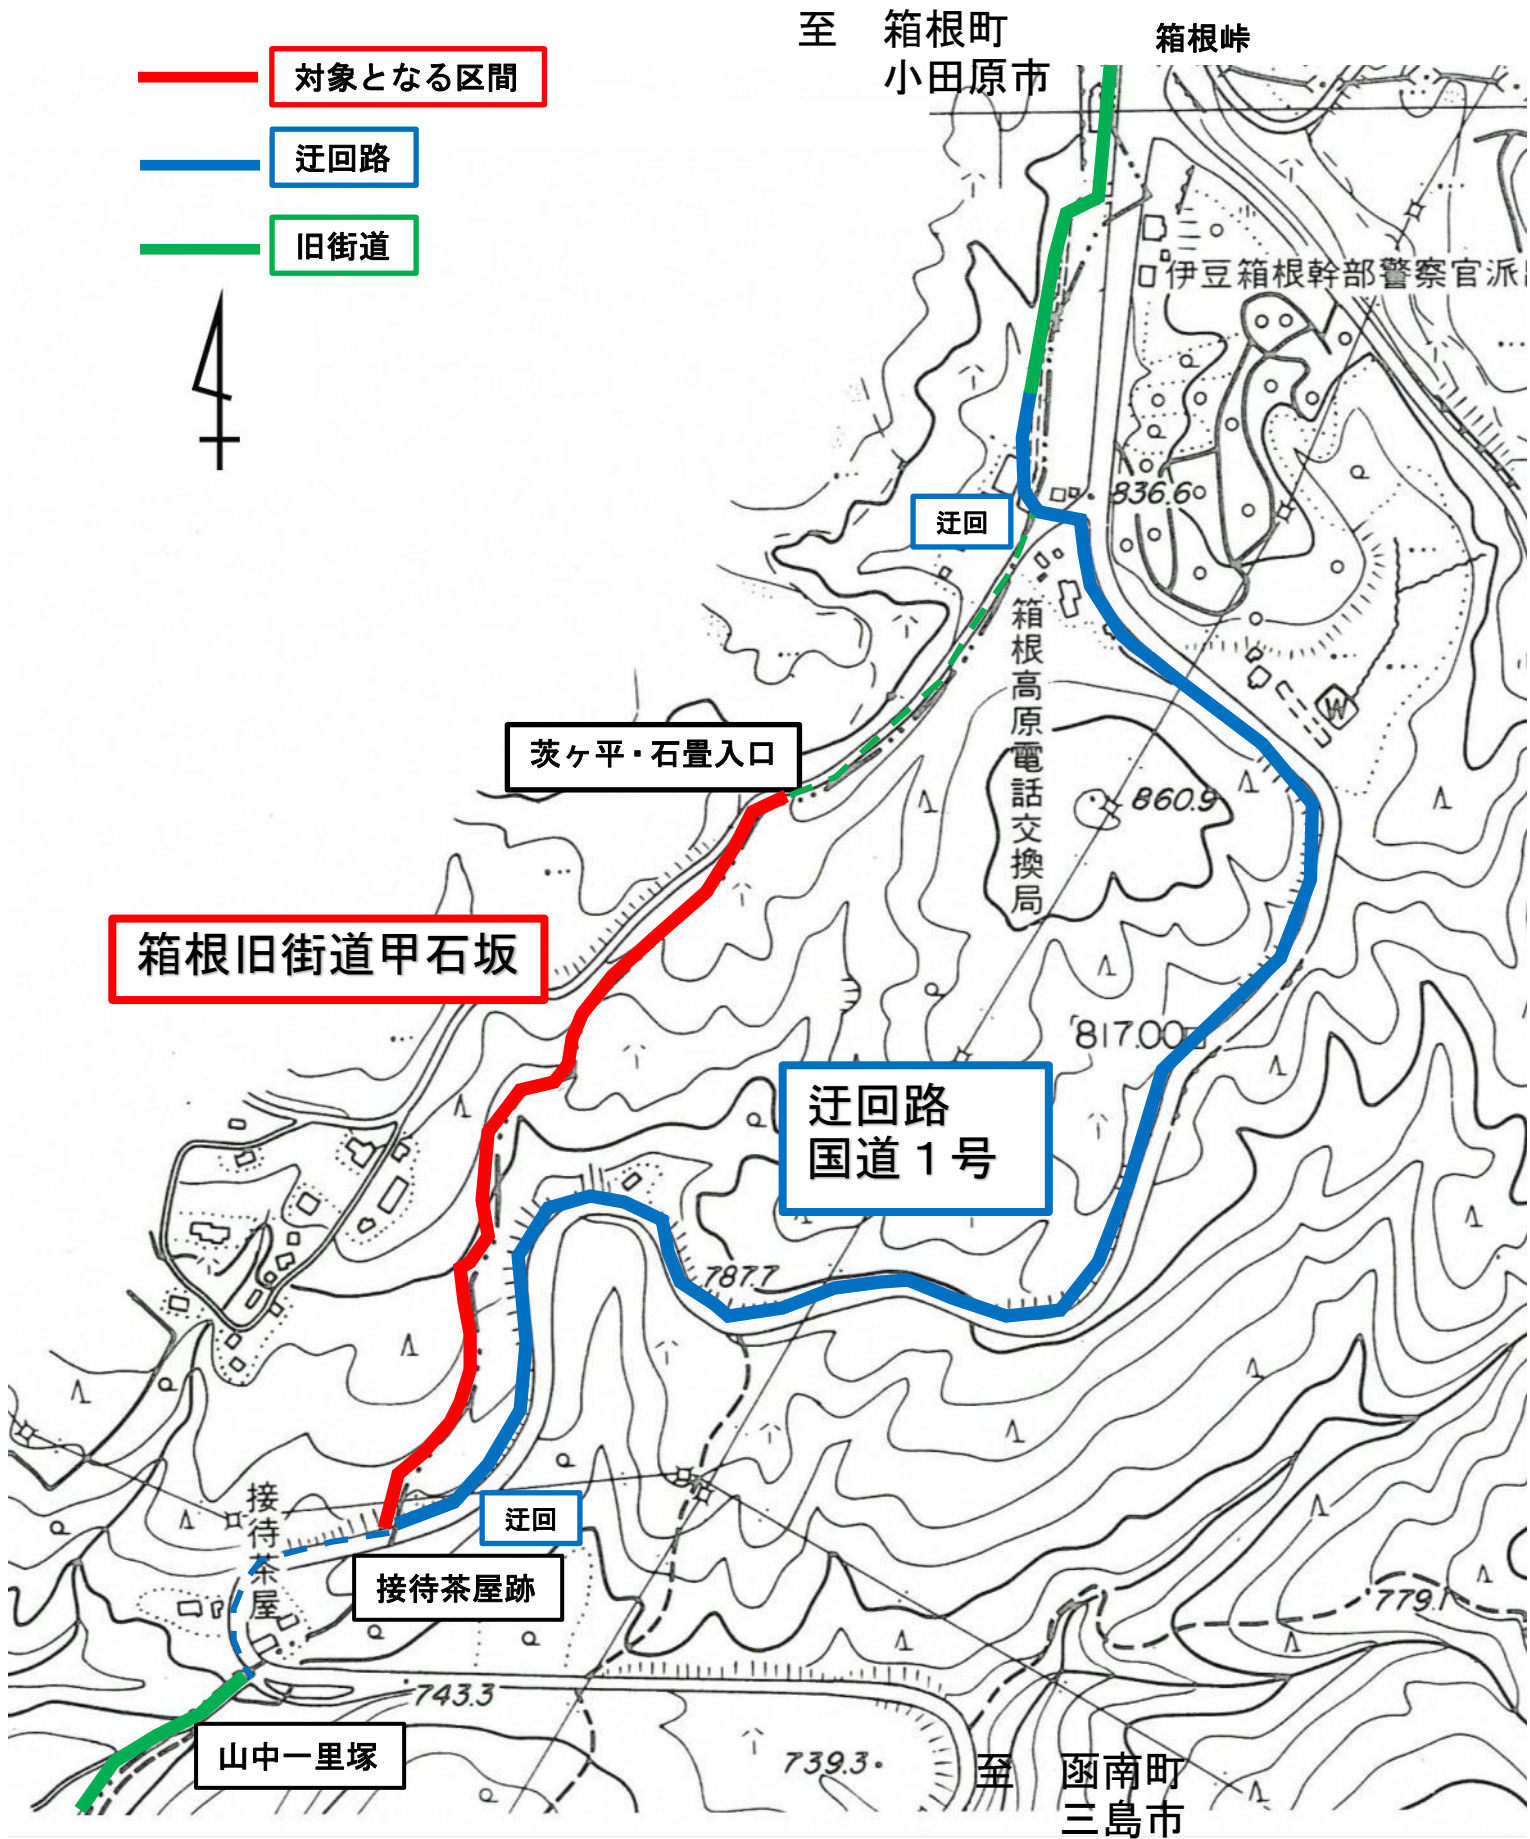 至　箱根町
小田原市
箱根峠
対象となる区間
迂回路
旧街道
伊豆箱根幹部警察官派
836.6
迂回
箱根高原電話交換局
茨ヶ平・石畳入口
860.9
箱根旧街道甲石坂
817.00
迂回路
国道１号
787.7
接待茶屋
迂回
接待茶屋跡
779.1
743.3
山中一里塚
739.3
至　函南町
三島市